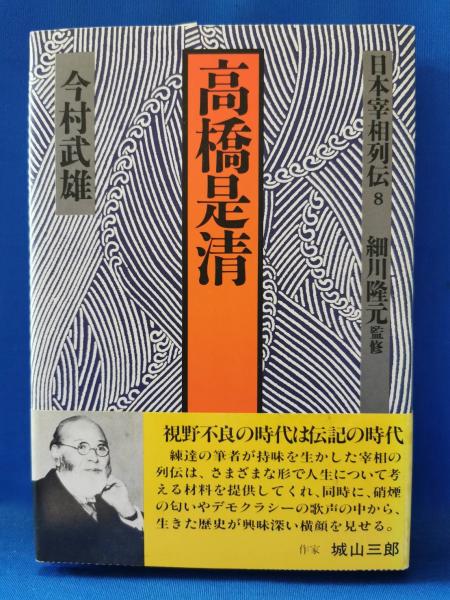 日本宰相列伝 8
細川隆元 監修
高橋是清
今村武雄
視野不良の時代は伝記の時代
練達の筆者が持味を生かした宰相の
列伝は、さまざまな形で人生について考
える材料を提供してくれ、同時に、硝煙
の匂いやデモクラシーの歌声の中から、
生きた歴史が興味深い横顔を見せる。
作家 城山三郎